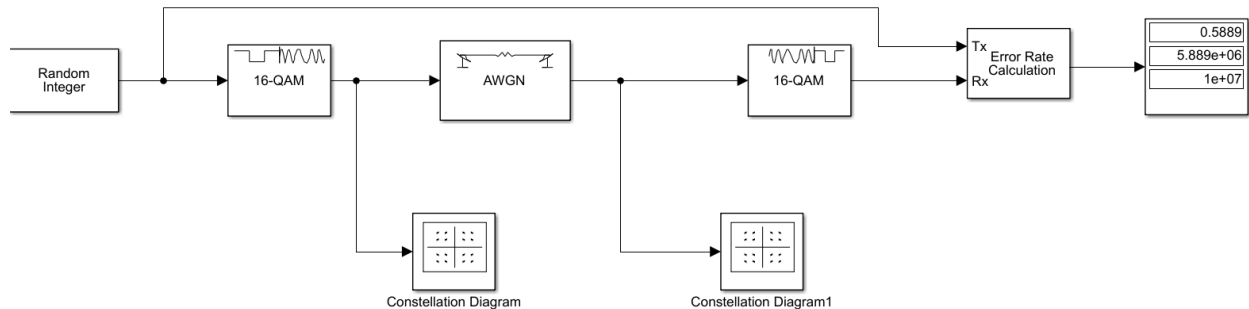 Random
Integer
16-QAM
AWGN
16-QAM
Tx
Rx
Error Rate
Calculation
0.5889
5.889e+06
1e+07
Constellation Diagram
Constellation Diagram1